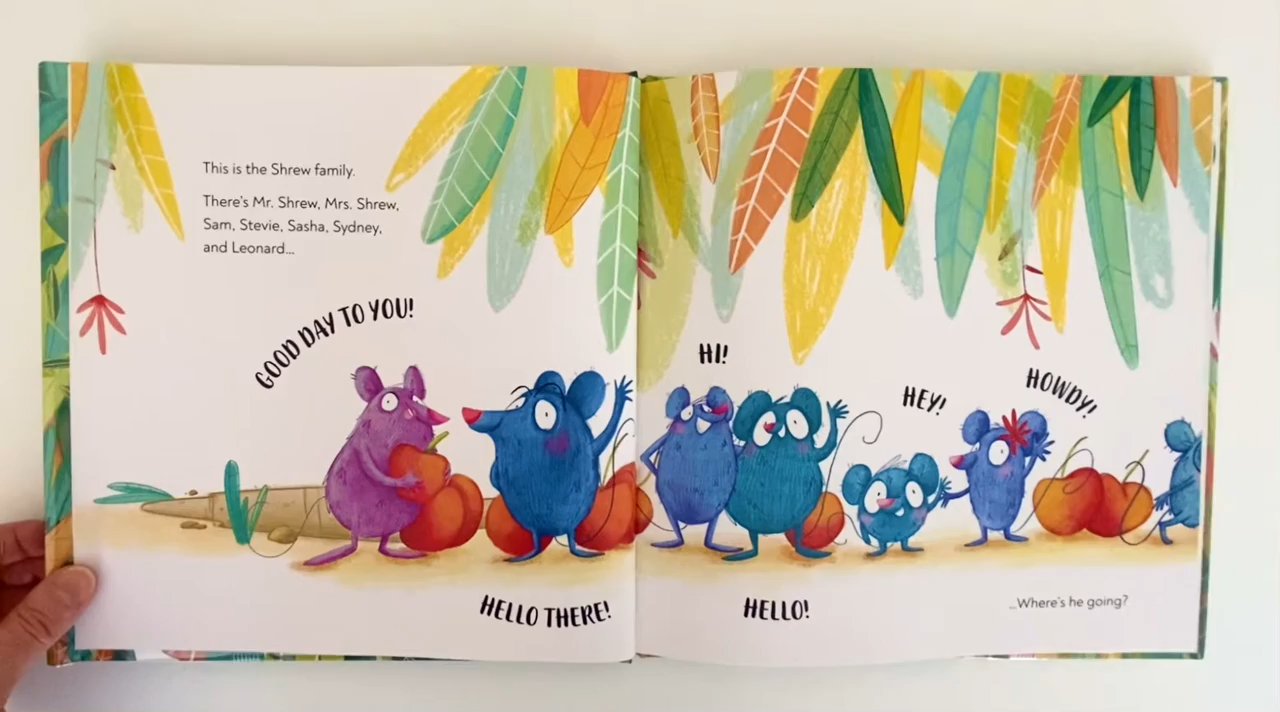 This is the Shrew family.
There's Mr. Shrew, Mrs. Shrew,
Sam, Stevie, Sasha, Sydney,
and Leonard...
GOOD DAY TO YOU!
HELLO THERE!
HI!
HELLO!
HEY!
HOWDY!
...Where's he going?